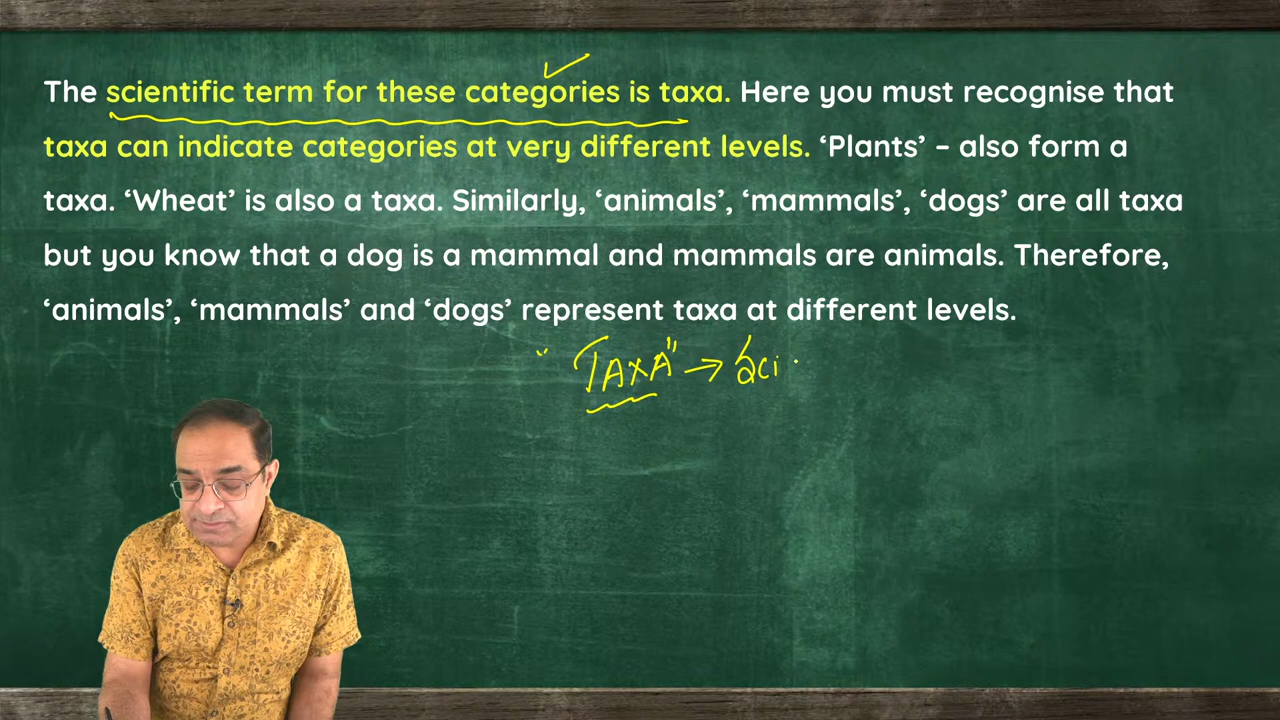 The scientific term for these categories is taxa. Here you must recognise that
taxa can indicate categories at very different levels. ‘Plants’ – also form a
taxa. ‘Wheat’ is also a taxa. Similarly, ‘animals’, ‘mammals’, ‘dogs’ are all taxa
but you know that a dog is a mammal and mammals are animals. Therefore,
‘animals’, ‘mammals’ and ‘dogs’ represent taxa at different levels.
"TAXA" → Sci